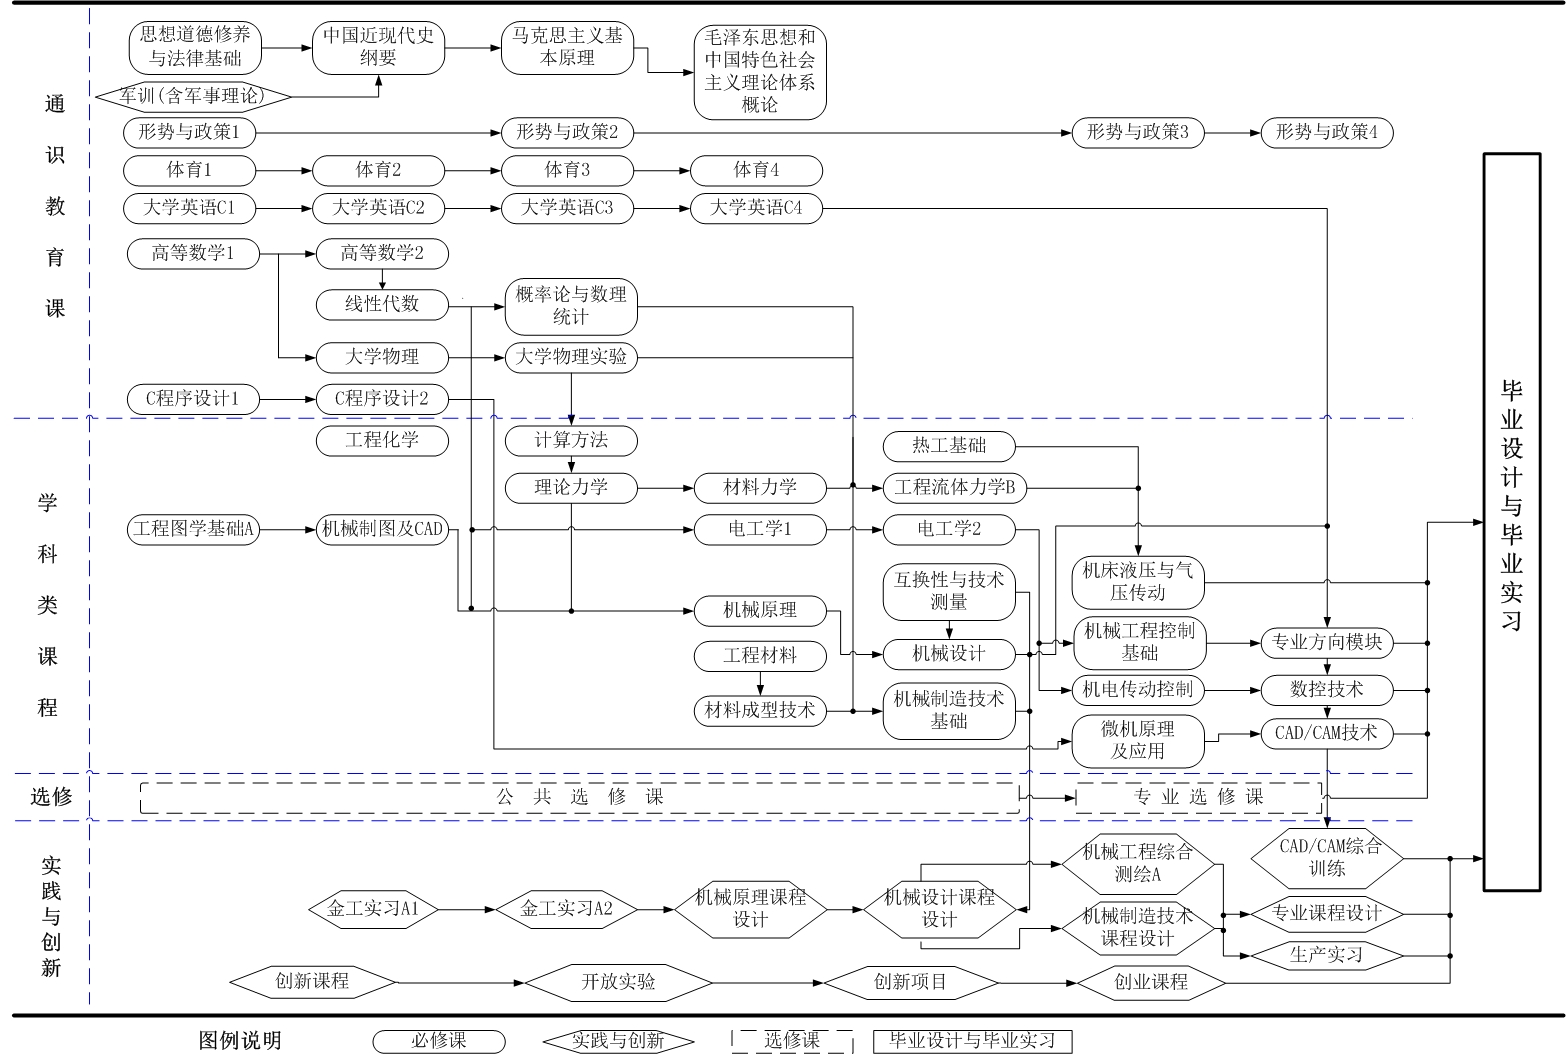 思想道德修养
与法律基础
中国近现代史
纲要
马克思主义基
本原理
毛泽东思想和
中国特色社会
主义理论体系
概论
军训(含军事理论)
通
识
教
育
课
形势与政策1
形势与政策2
形势与政策3
形势与政策4
体育1
体育2
体育3
体育4
大学英语C1
大学英语C2
大学英语C3
大学英语C4
高等数学1
高等数学2
线性代数
概率论与数理
统计
大学物理
大学物理实验
C程序设计1
C程序设计2
学
科
类
课
程
工程化学
计算方法
热工基础
理论力学
材料力学
工程流体力学B
工程图学基础A
机械制图及CAD
电工学1
电工学2
机床液压与气
压传动
互换性与技术
测量
机械原理
机械工程控制
基础
专业方向模块
工程材料
机械设计
机电传动控制
数控技术
材料成型技术
机械制造技术
基础
微机原理
及应用
CAD/CAM技术
选修
公 共 选 修 课
专 业 选 修 课
实
践
与
创
新
机械工程综合
测绘A
CAD/CAM综合
训练
金工实习A1
金工实习A2
机械原理课程
设计
机械设计课程
设计
机械制造技术
课程设计
专业课程设计
生产实习
创新课程
开放实验
创新项目
创业课程
毕
业
设
计
与
毕
业
实
习
图例说明
必修课
实践与创新
选修课
毕业设计与毕业实习